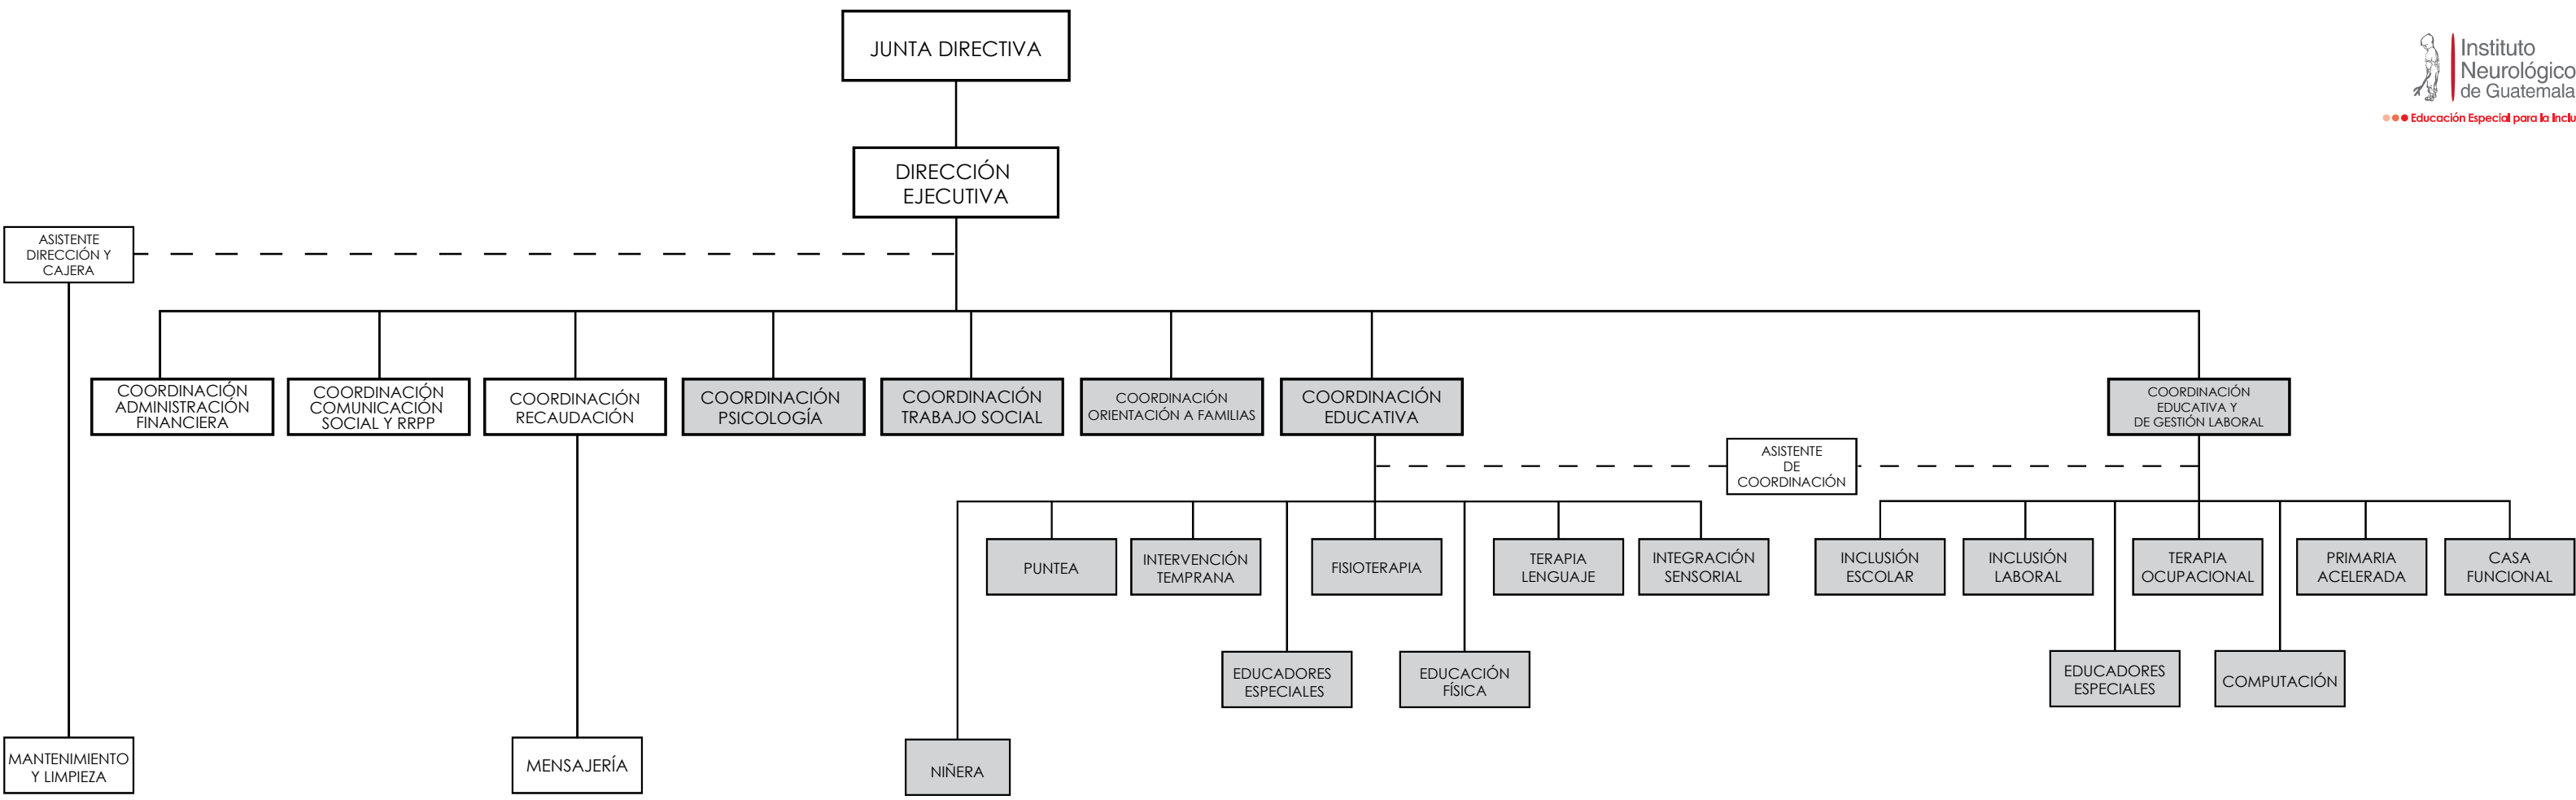 JUNTA DIRECTIVA
Instituto
Neurológico
de Guatemala
Educación Especial para la Inclu
DIRECCIÓN
EJECUTIVA
ASISTENTE
DIRECCIÓN Y
CAJERA
COORDINACIÓN
ADMINISTRACIÓN
FINANCIERA
COORDINACIÓN
COMUNICACIÓN
SOCIAL Y RRPP
COORDINACIÓN
RECAUDACIÓN
COORDINACIÓN
PSICOLOGÍA
COORDINACIÓN
TRABAJO SOCIAL
COORDINACIÓN
ORIENTACIÓN A FAMILIAS
COORDINACIÓN
EDUCATIVA
COORDINACIÓN
EDUCATIVA Y
DE GESTIÓN LABORAL
ASISTENTE
DE
COORDINACIÓN
PUNTEA
INTERVENCIÓN
TEMPRANA
FISIOTERAPIA
TERAPIA
LENGUAJE
INTEGRACIÓN
SENSORIAL
INCLUSIÓN
ESCOLAR
INCLUSIÓN
LABORAL
TERAPIA
OCUPACIONAL
PRIMARIA
ACELERADA
CASA
FUNCIONAL
EDUCADORES
ESPECIALES
EDUCACIÓN
FÍSICA
EDUCADORES
ESPECIALES
COMPUTACIÓN
MANTENIMIENTO
Y LIMPIEZA
MENSAJERÍA
NIÑERA